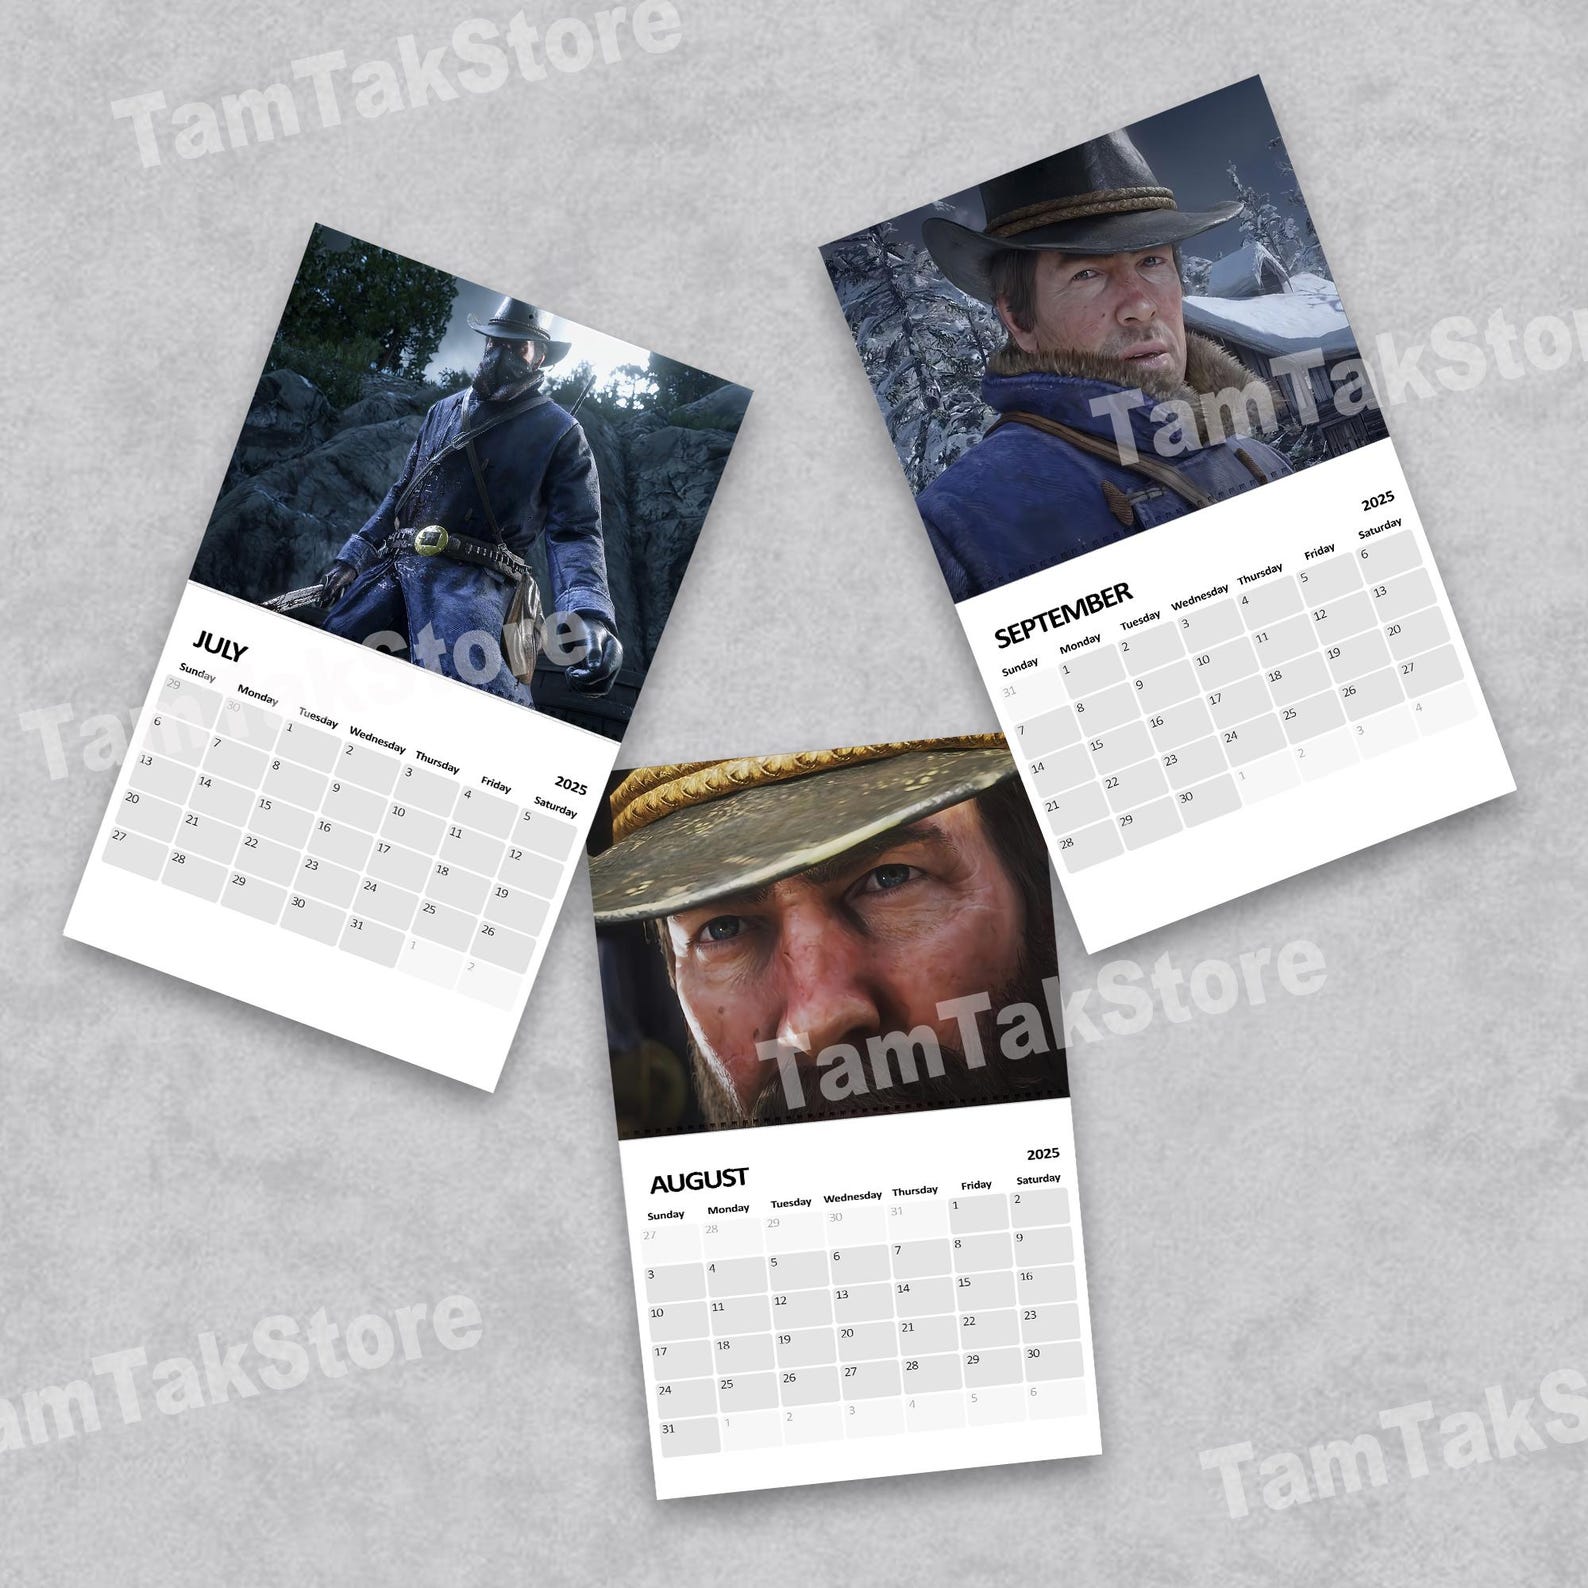 TamTakStore
JULY
2025
Sunday Monday Tuesday Wednesday Thursday Friday Saturday
29 30 1 2 3 4 5
6 7 8 9 10 11 12
13 14 15 16 17 18 19
20 21 22 23 24 25 26
27 28 29 30 31 1 2
TamTakStore
SEPTEMBER
2025
Sunday Monday Tuesday Wednesday Thursday Friday Saturday
31 1 2 3 4 5 6
7 8 9 10 11 12 13
14 15 16 17 18 19 20
21 22 23 24 25 26 27
28 29 30 1 2 3 4
TamTakStore
AUGUST
2025
Sunday Monday Tuesday Wednesday Thursday Friday Saturday
27 28 29 30 31 1 2
3 4 5 6 7 8 9
10 11 12 13 14 15 16
17 18 19 20 21 22 23
24 25 26 27 28 29 30
31 1 2 3 4 5 6
TamTakStore
amTakStore
TamTakS